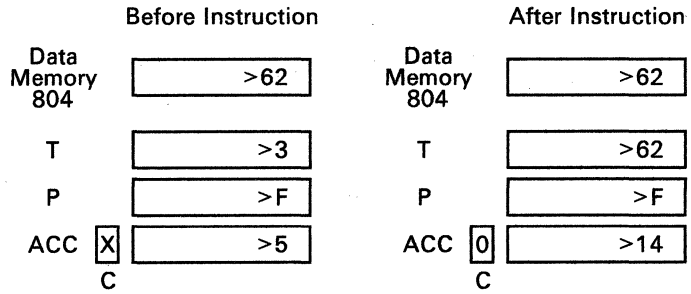 Before Instruction After Instruction
Data Memory 804 >62 Data Memory 804 >62
T >3 T >62
P >F P >F
ACC X >5 ACC 0 >14
C C